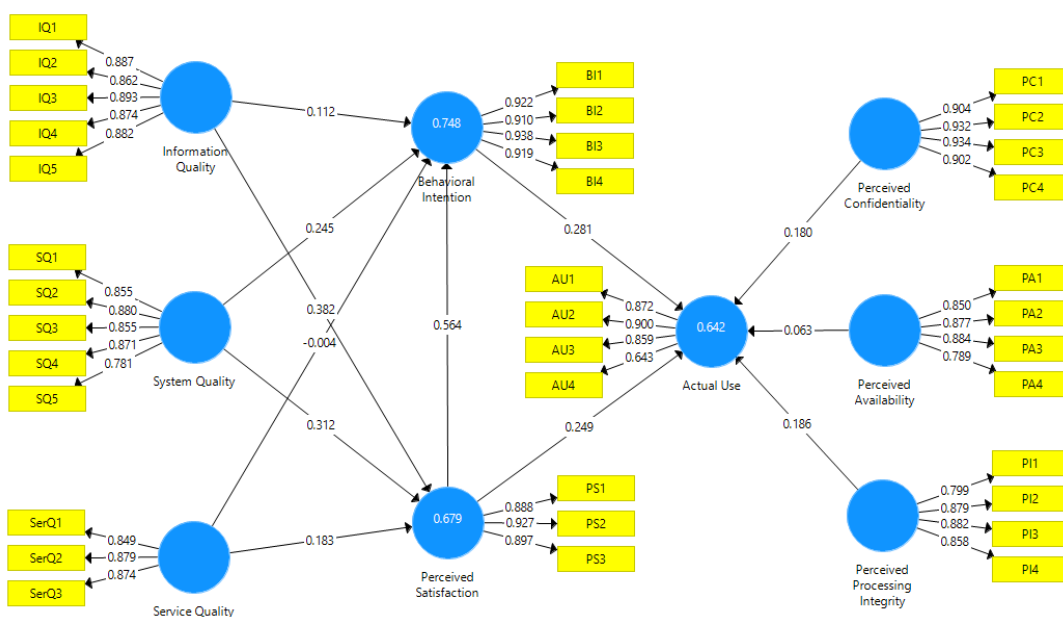 IQ1
IQ2
IQ3
IQ4
IQ5
0.887
0.862
0.893
0.874
0.882
Information
Quality
SQ1
SQ2
SQ3
SQ4
SQ5
0.855
0.880
0.855
0.871
0.781
System Quality
SerQ1
SerQ2
SerQ3
0.849
0.879
0.874
Service Quality
0.112
0.245
0.382
-0.004
0.312
0.183
0.748
Behavioral
Intention
0.922
0.910
0.938
0.919
BI1
BI2
BI3
BI4
0.564
0.679
Perceived
Satisfaction
0.888
0.927
0.897
PS1
PS2
PS3
0.281
0.249
AU1
AU2
AU3
AU4
0.872
0.900
0.859
0.643
0.642
Actual Use
0.180
0.063
0.186
Perceived
Confidentiality
0.904
0.932
0.934
0.902
PC1
PC2
PC3
PC4
Perceived
Availability
0.850
0.877
0.884
0.789
PA1
PA2
PA3
PA4
Perceived
Processing
Integrity
0.799
0.879
0.882
0.858
PI1
PI2
PI3
PI4